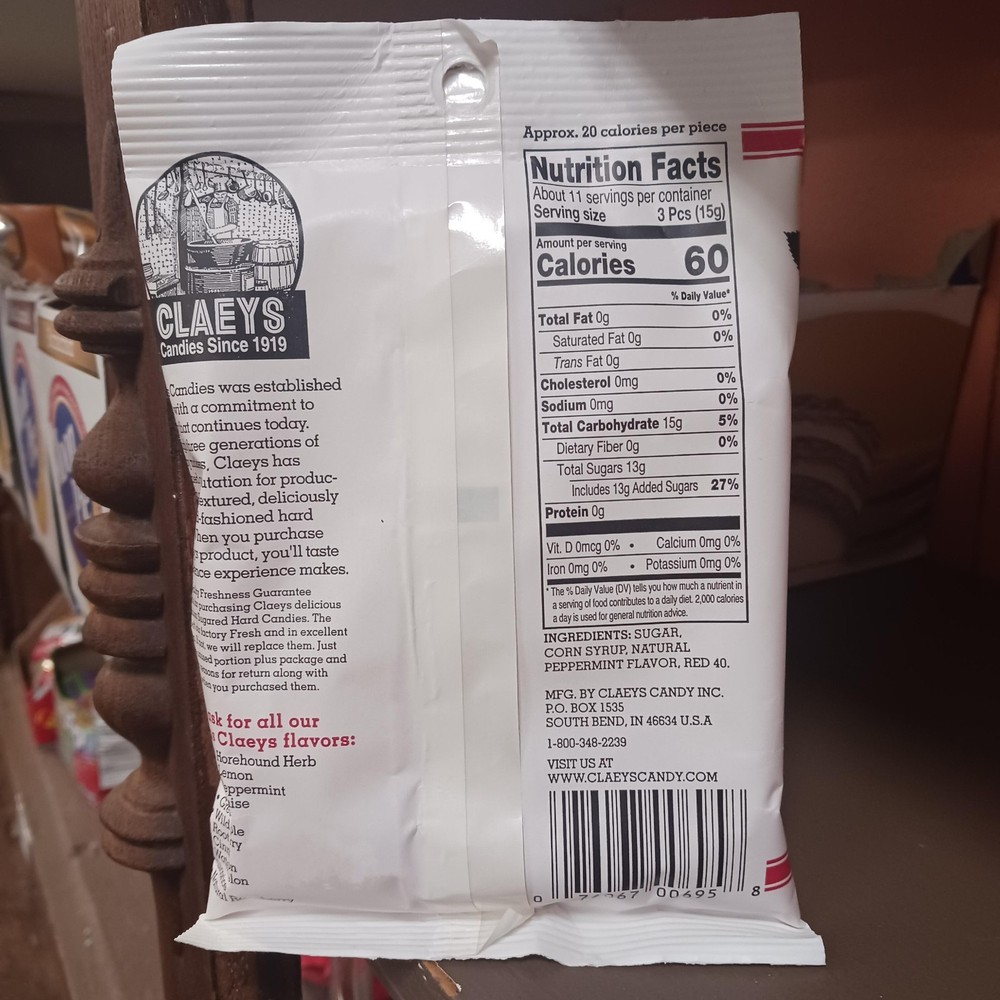 CLAEYS
Candies Since 1919
Candies was established
with a commitment to
that continues today.
three generations of
Claeys has
for produc-
deliciously
fashioned hard
When you purchase
product, you'll taste
experience makes.
Freshness Guarantee
purchasing Claeys delicious
Sugared Hard Candies. The
factory Fresh and in excellent
we will replace them. Just
portion plus package and
for return along with
you purchased them.
for all our
Claeys flavors:
Horehound Herb
Lemon
Peppermint
Approx. 20 calories per piece
Nutrition Facts
About 11 servings per container
Serving size 3 Pcs (15g)
Amount per serving
Calories 60
% Daily Value*
Total Fat 0g 0%
Saturated Fat 0g 0%
Trans Fat 0g
Cholesterol 0mg 0%
Sodium 0mg 0%
Total Carbohydrate 15g 5%
Dietary Fiber 0g 0%
Total Sugars 13g
Includes 13g Added Sugars 27%
Protein 0g
Vit. D 0mcg 0% • Calcium 0mg 0%
Iron 0mg 0% • Potassium 0mg 0%
* The % Daily Value (DV) tells you how much a nutrient in
a serving of food contributes to a daily diet. 2,000 calories
a day is used for general nutrition advice.
INGREDIENTS: SUGAR,
CORN SYRUP, NATURAL
PEPPERMINT FLAVOR, RED 40.
MFG. BY CLAEYS CANDY INC.
P.O. BOX 1535
SOUTH BEND, IN 46634 U.S.A
1-800-348-2239
VISIT US AT
WWW.CLAEYSCANDY.COM
0 00695 8